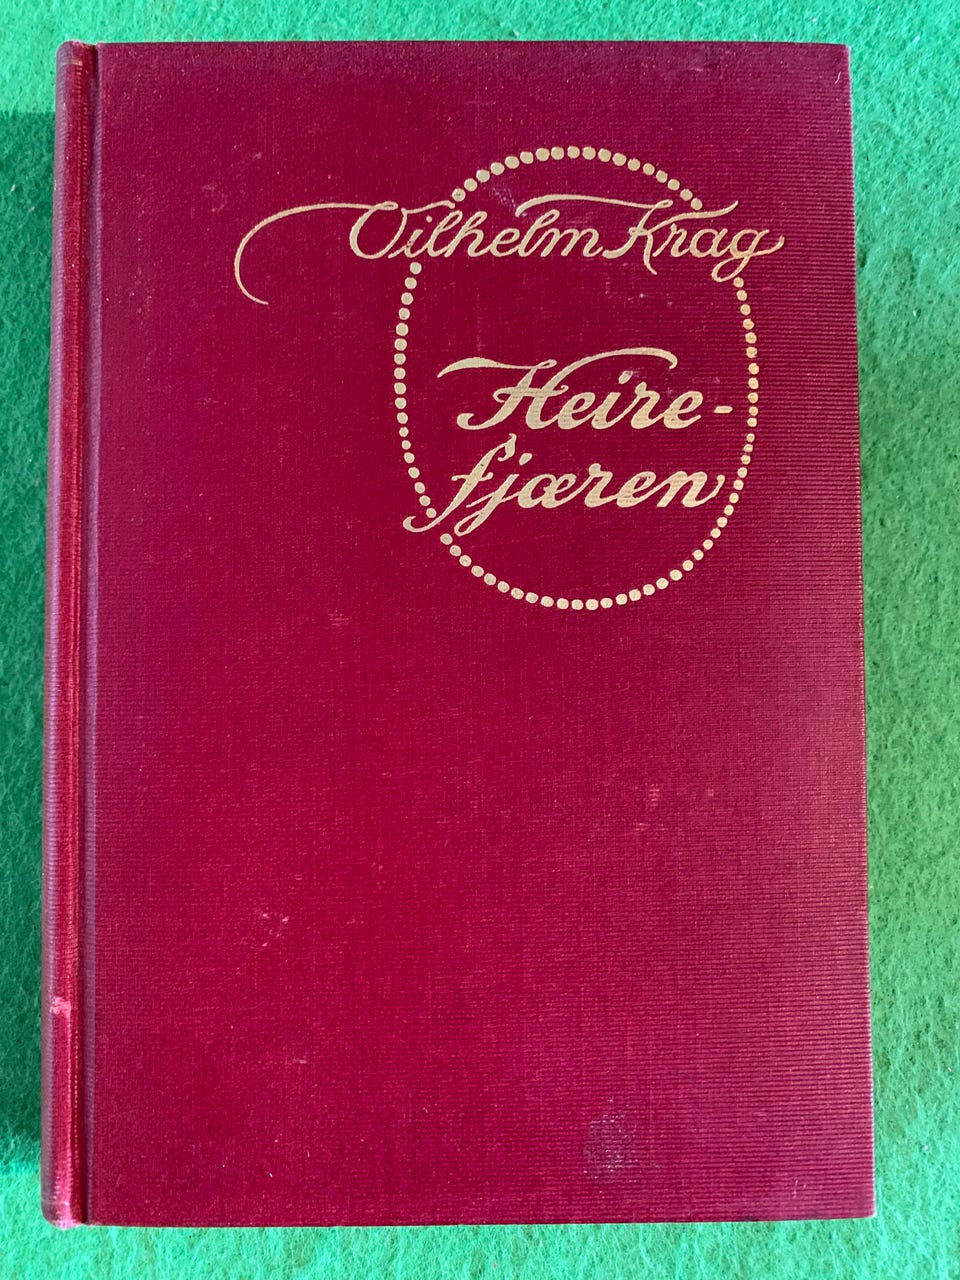 Vilhelm Krag
Heire-
fjæren